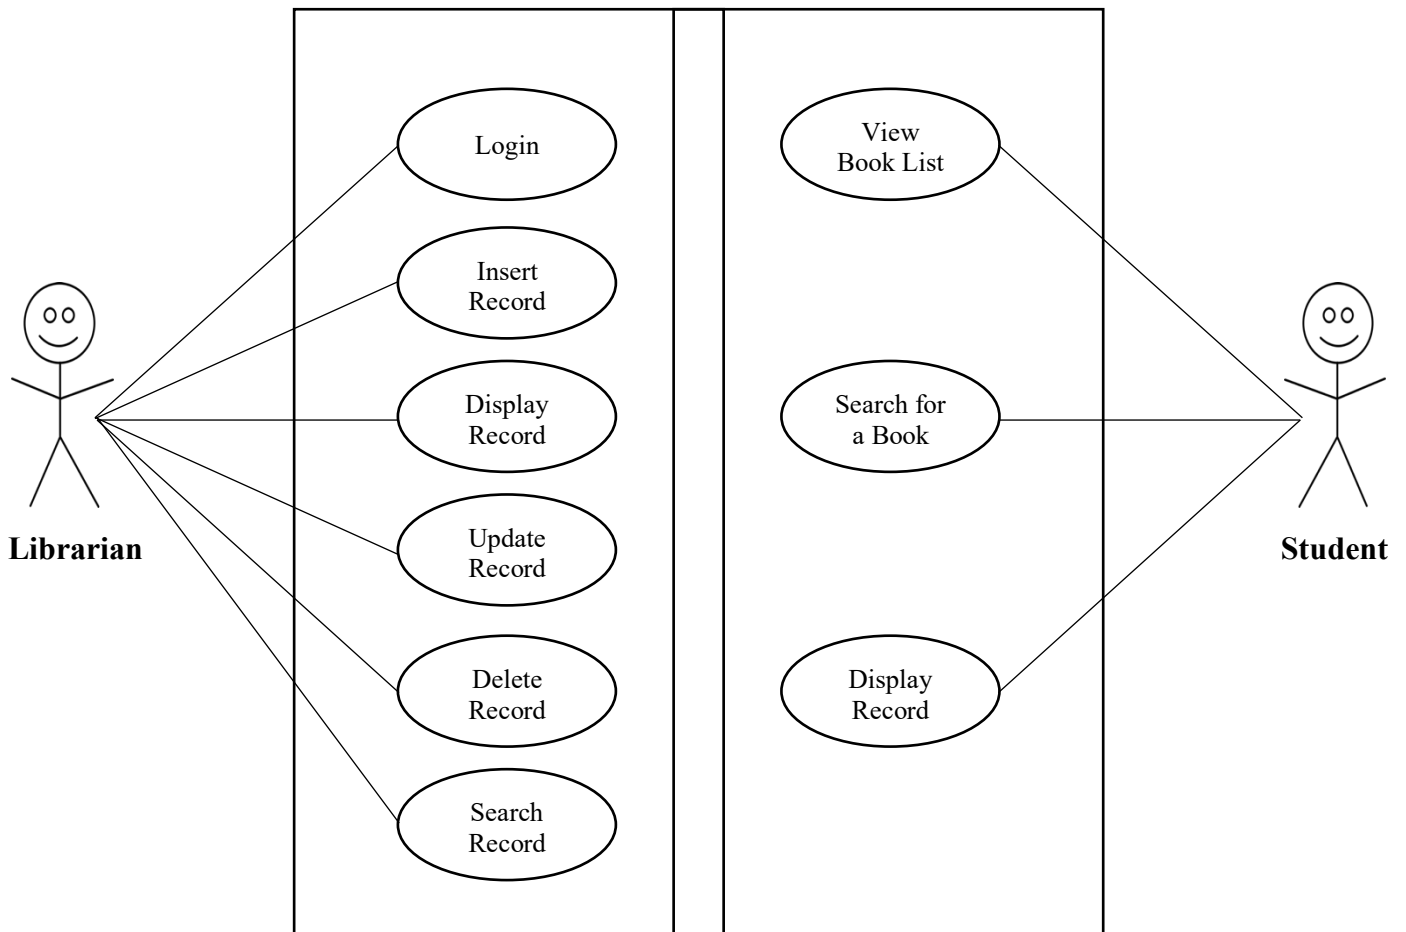 Login
Insert
Record
Display
Record
Update
Record
Delete
Record
Search
Record
View
Book List
Search for
a Book
Display
Record
Librarian
Student